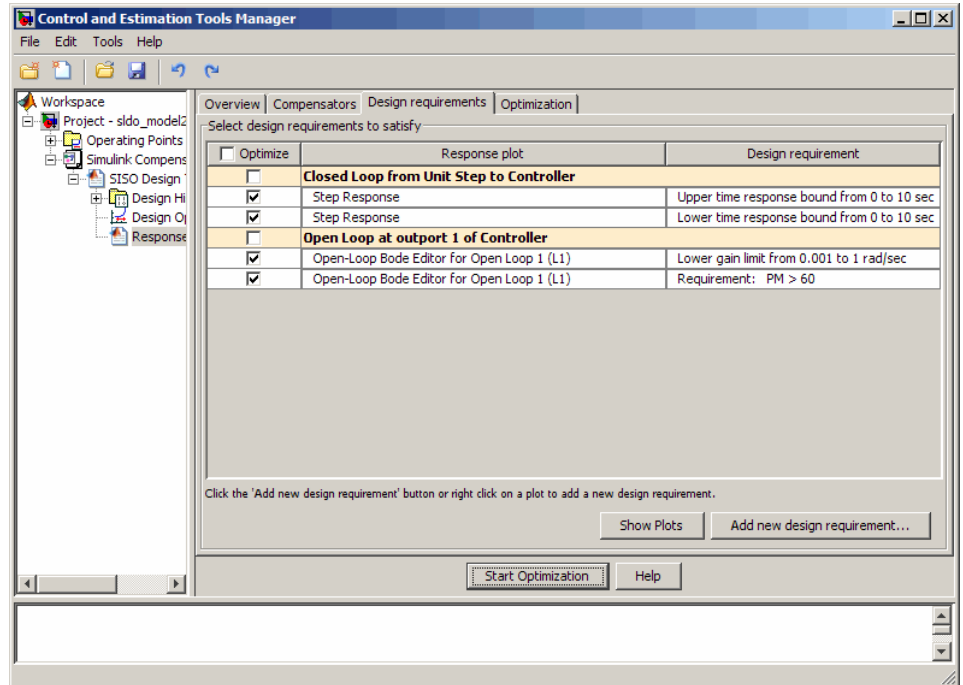 Control and Estimation Tools Manager
File Edit Tools Help
Workspace
Project - sldo_model2
Operating Points
Simulink Compens
SISO Design
Design Hi
Design Op
Response
Overview Compensators Design requirements Optimization
Select design requirements to satisfy
Optimize Response plot Design requirement
Closed Loop from Unit Step to Controller
Step Response Upper time response bound from 0 to 10 sec
Step Response Lower time response bound from 0 to 10 sec
Open Loop at outport 1 of Controller
Open-Loop Bode Editor for Open Loop 1 (L1) Lower gain limit from 0.001 to 1 rad/sec
Open-Loop Bode Editor for Open Loop 1 (L1) Requirement: PM > 60
Click the 'Add new design requirement' button or right click on a plot to add a new design requirement.
Show Plots Add new design requirement...
Start Optimization Help